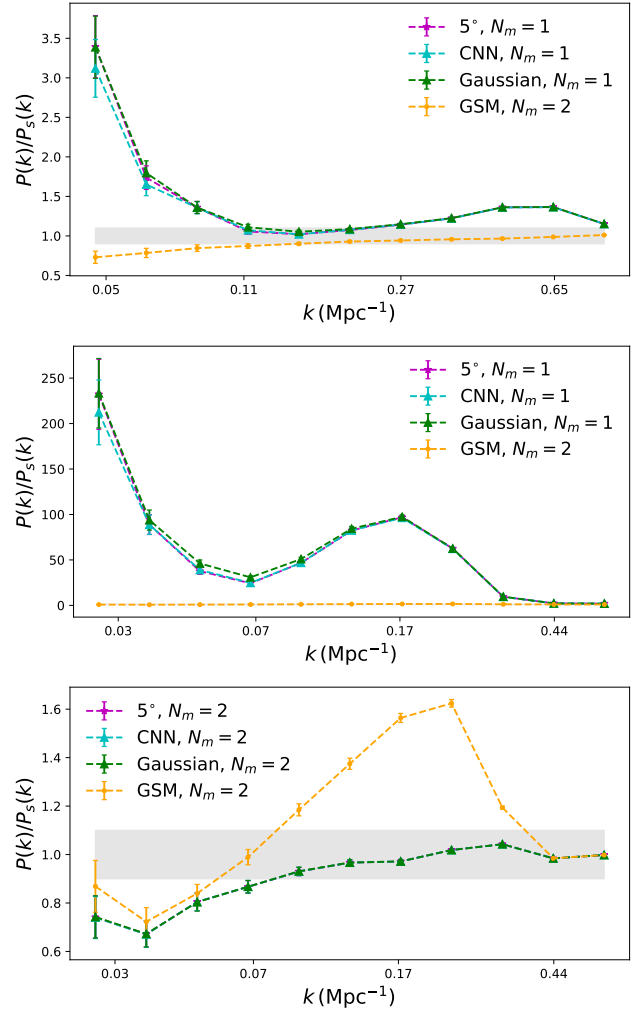 P(k)/P_s(k)
3.5
3.0
2.5
2.0
1.5
1.0
0.5
5°, N_m = 1
CNN, N_m = 1
Gaussian, N_m = 1
GSM, N_m = 2
0.05 0.11 0.27 0.65
k (Mpc⁻¹)
P(k)/P_s(k)
250
200
150
100
50
0
5°, N_m = 1
CNN, N_m = 1
Gaussian, N_m = 1
GSM, N_m = 2
0.03 0.07 0.17 0.44
k (Mpc⁻¹)
P(k)/P_s(k)
1.6
1.4
1.2
1.0
0.8
0.6
5°, N_m = 2
CNN, N_m = 2
Gaussian, N_m = 2
GSM, N_m = 2
0.03 0.07 0.17 0.44
k (Mpc⁻¹)